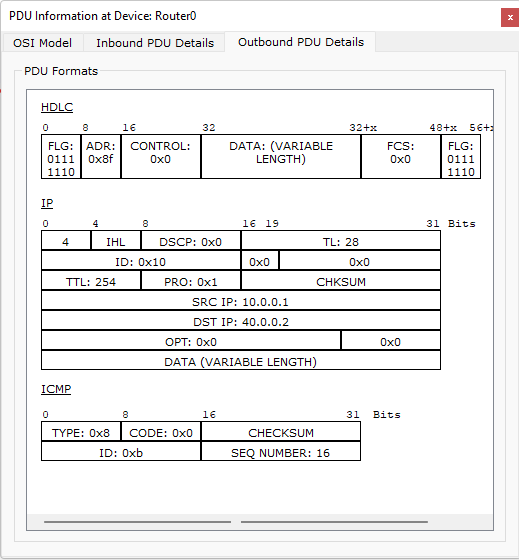 PDU Information at Device: Router0
x
OSI Model Inbound PDU Details Outbound PDU Details
PDU Formats
HDLC
0 8 16 32 32+x 48+x 56+x
FLG: 0111 1110 ADR: 0x8f CONTROL: 0x0 DATA: (VARIABLE LENGTH) FCS: 0x0 FLG: 0111 1110
IP
0 4 8 16 19 31 Bits
4 IHL DSCP: 0x0 TL: 28
ID: 0x10 0x0 0x0
TTL: 254 PRO: 0x1 CHKSUM
SRC IP: 10.0.0.1
DST IP: 40.0.0.2
OPT: 0x0 0x0
DATA (VARIABLE LENGTH)
ICMP
0 8 16 31 Bits
TYPE: 0x8 CODE: 0x0 CHECKSUM
ID: 0xb SEQ NUMBER: 16